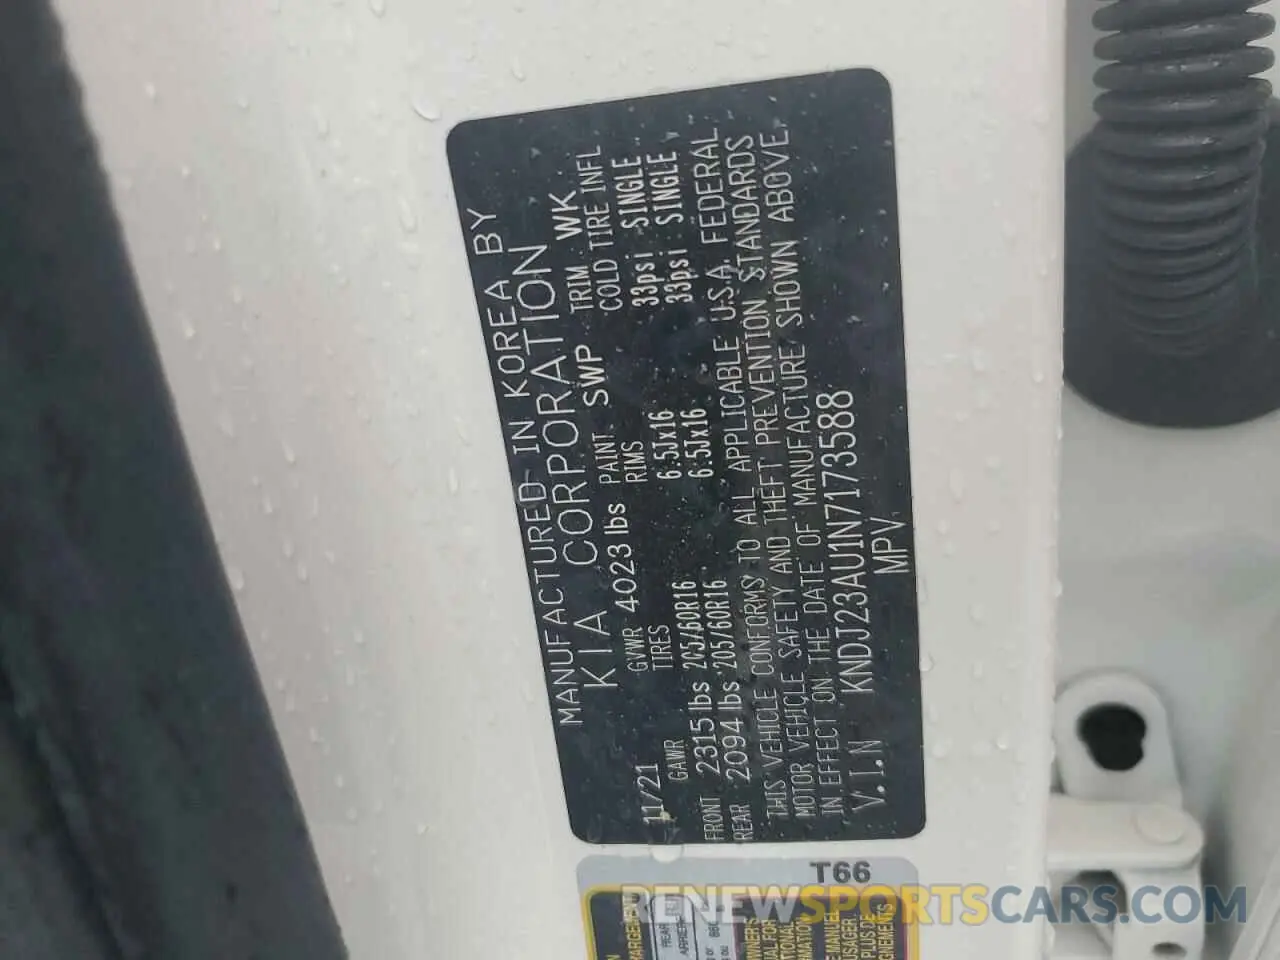 MANUFACTURED IN KOREA BY
KIA CORPORATION
11/21 GVWR 4023 lbs PAINT SWP TRIM WK
GAWR TIRES RIMS COLD TIRE INFL
FRONT 2315 lbs 205/60R16 6.5Jx16 33psi SINGLE
REAR 2094 lbs 205/60R16 6.5Jx16 33psi SINGLE
THIS VEHICLE CONFORMS TO ALL APPLICABLE U.S.A. FEDERAL
MOTOR VEHICLE SAFETY AND THEFT PREVENTION STANDARDS
IN EFFECT ON THE DATE OF MANUFACTURE SHOWN ABOVE.
V.I.N KNDJ23AU1N7173588
MPV
T66
REAR
RENEWSPORTSCARS.COM